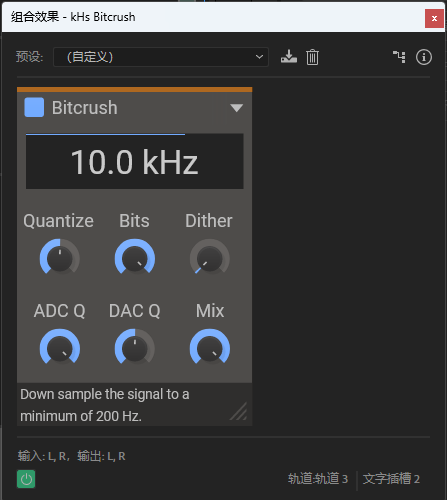 组合效果 - kHs Bitcrush
预设: (自定义)
Bitcrush
10.0 kHz
Quantize Bits Dither
ADC Q DAC Q Mix
Down sample the signal to a
minimum of 200 Hz.
输入: L, R，输出: L, R
轨道:轨道 3 文字插槽 2